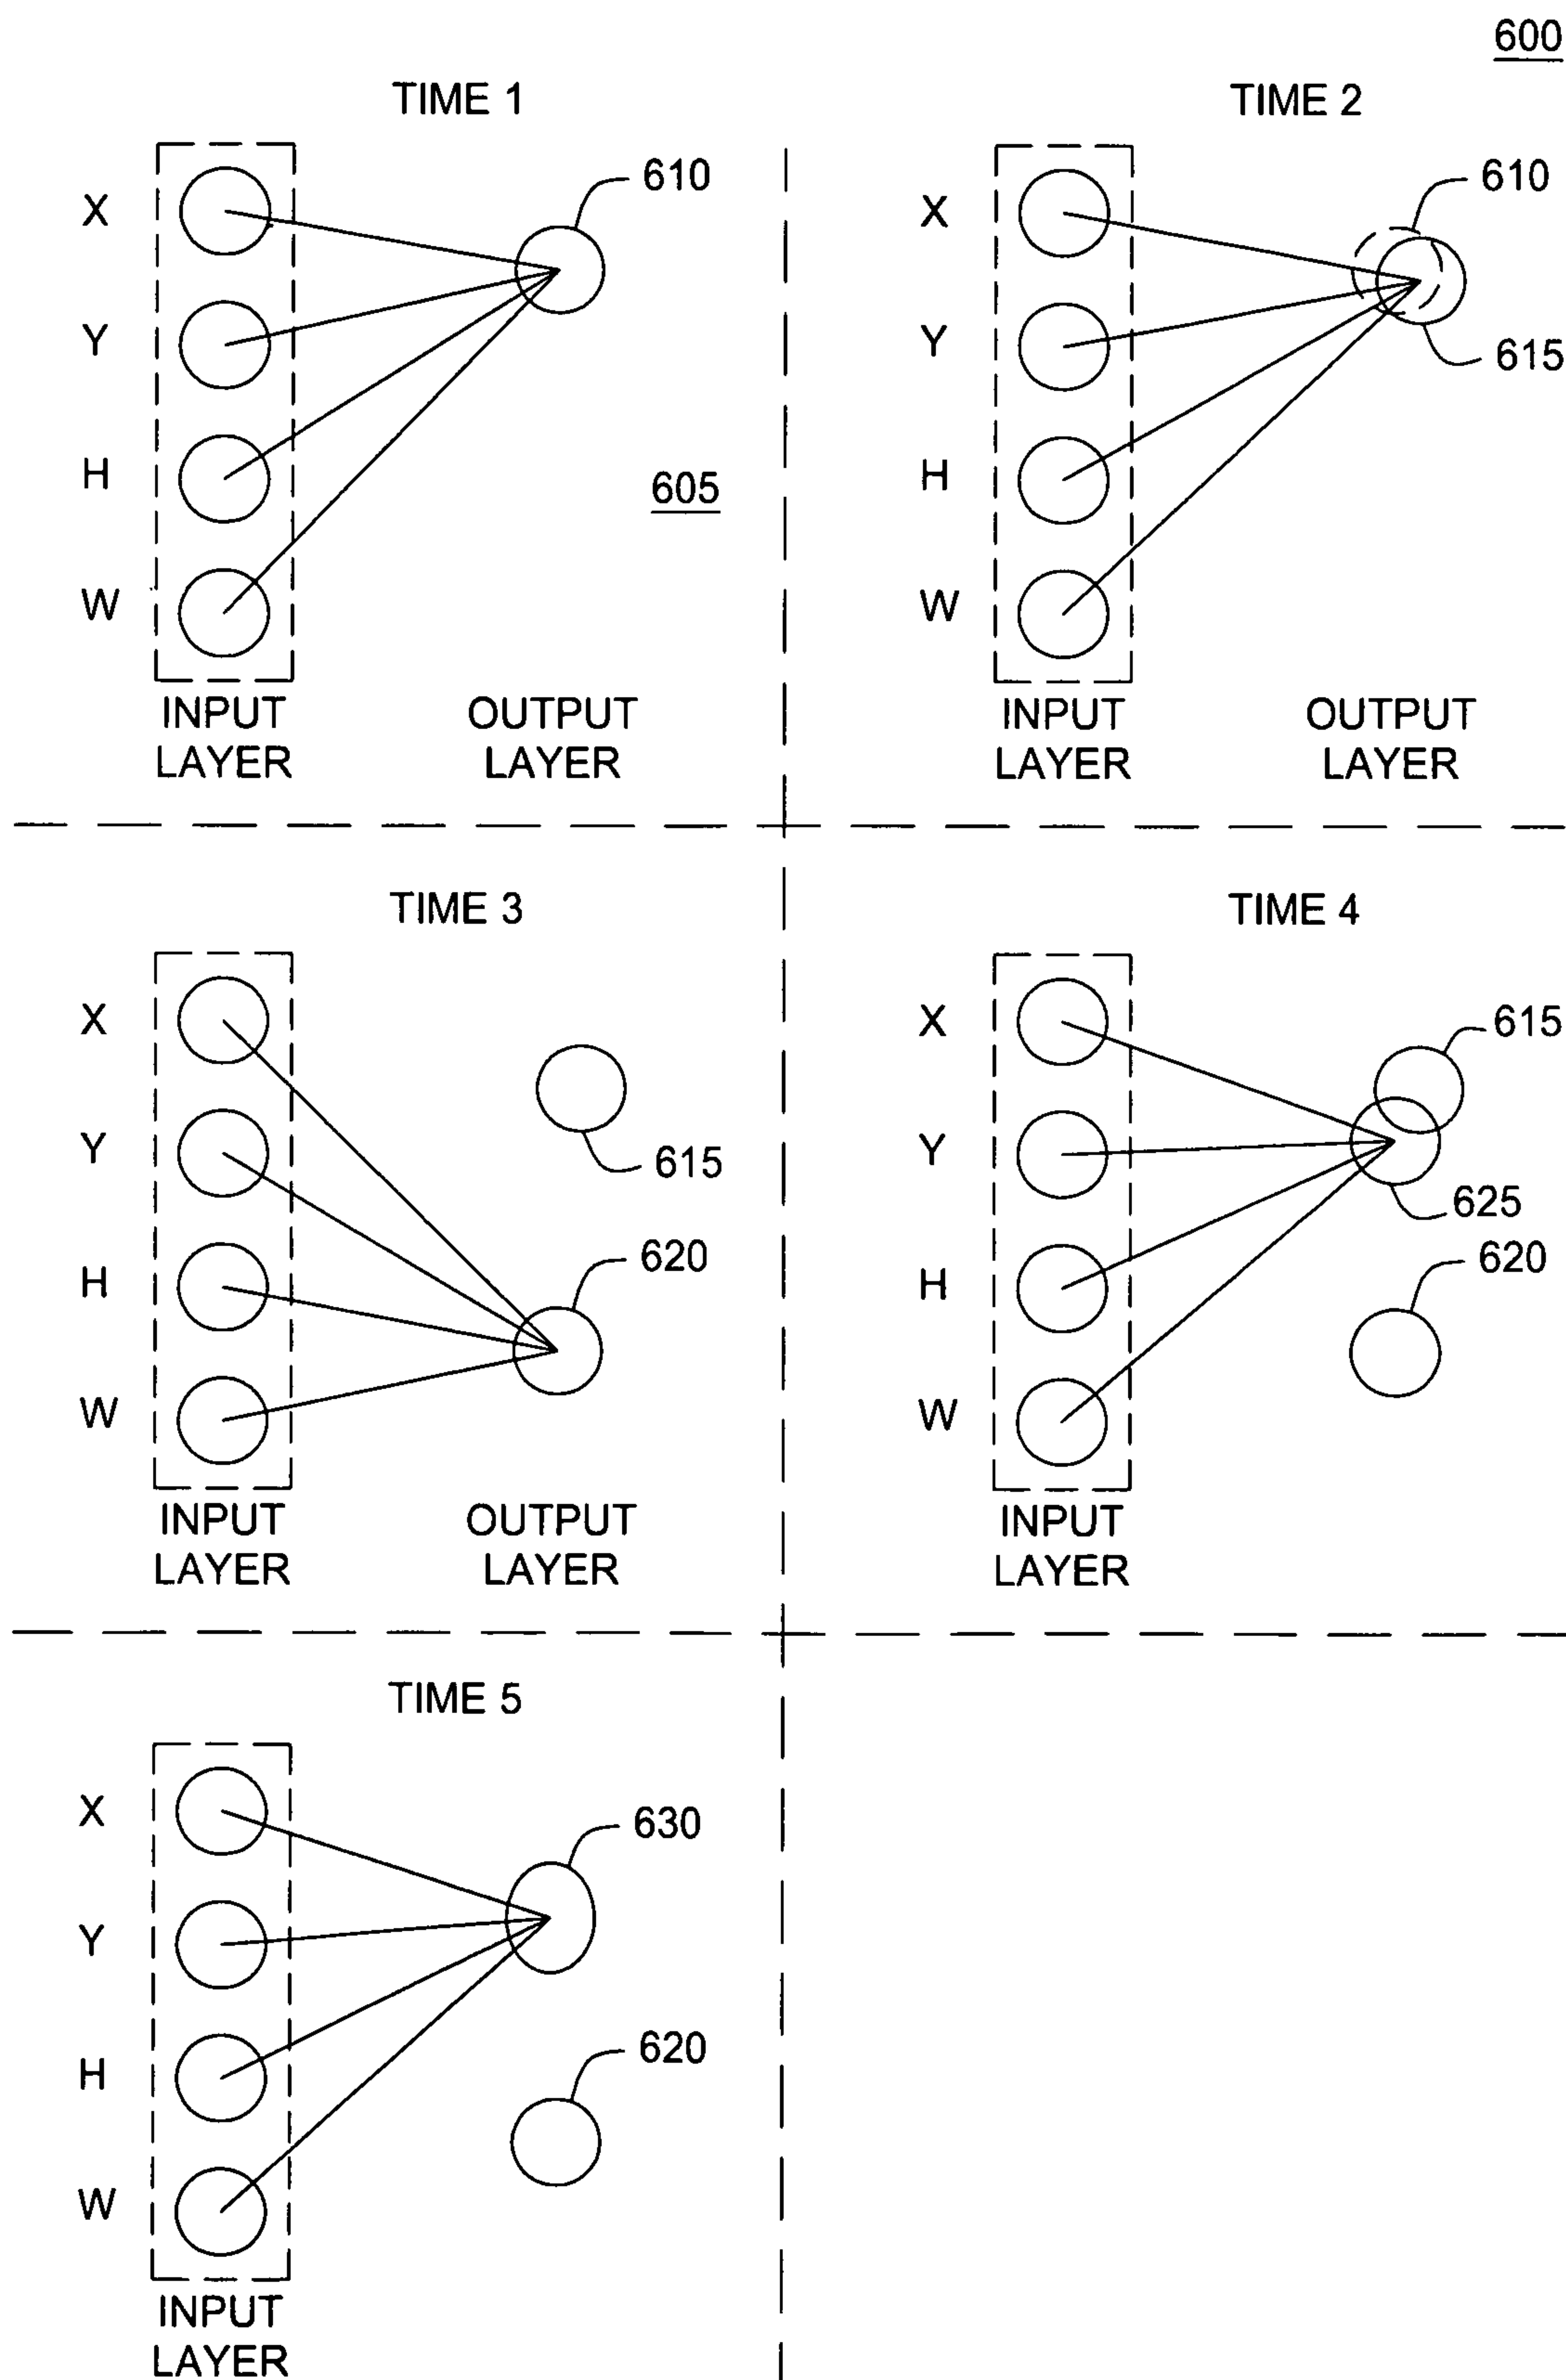 600
TIME 1
610
X
Y
H
W
605
INPUT
LAYER
OUTPUT
LAYER
TIME 2
610
615
X
Y
H
W
INPUT
LAYER
OUTPUT
LAYER
TIME 3
X
Y
H
W
615
620
INPUT
LAYER
OUTPUT
LAYER
TIME 4
X
Y
H
W
615
625
620
INPUT
LAYER
TIME 5
X
Y
H
W
630
620
INPUT
LAYER